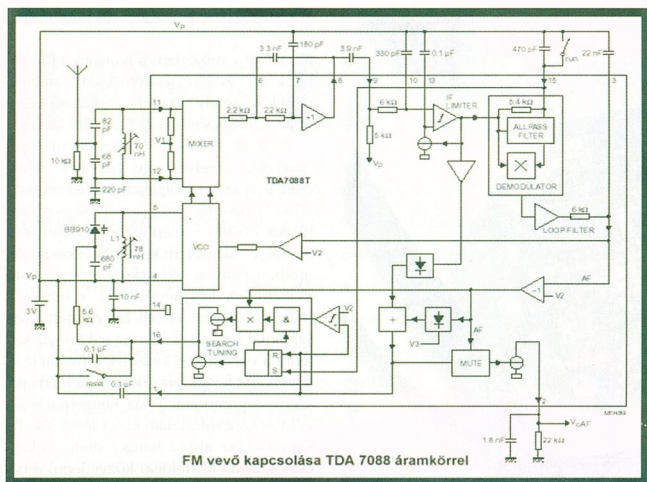 Vp
180 pF
3.3 nF
3.9 nF
330 pF
0.1 µF
470 pF
run
22 nF
6
7
8
9
10
13
15
3
11
2.2 kΩ
22 kΩ
+1
6 kΩ
IF
LIMITER
5.4 kΩ
82
pF
V1
MIXER
ALLPASS
FILTER
70
nH
5 kΩ
10 kΩ
68
pF
12
TDA7088T
Vp
DEMODULATOR
220 pF
5
6 kΩ
LOOP FILTER
BB910
L1
78
nH
VCO
V2
680
pF
Vp
4
AF
-1
V2
10 nF
14
3V
5.6
kΩ
16
V2
AF
0.1 µF
SEARCH
TUNING
&
+
V3
R
S
MUTE
reset
0.1 µF
1
2
1.8 nF
VoAF
22 kΩ
FM vevő kapcsolása TDA 7088 áramkörrel